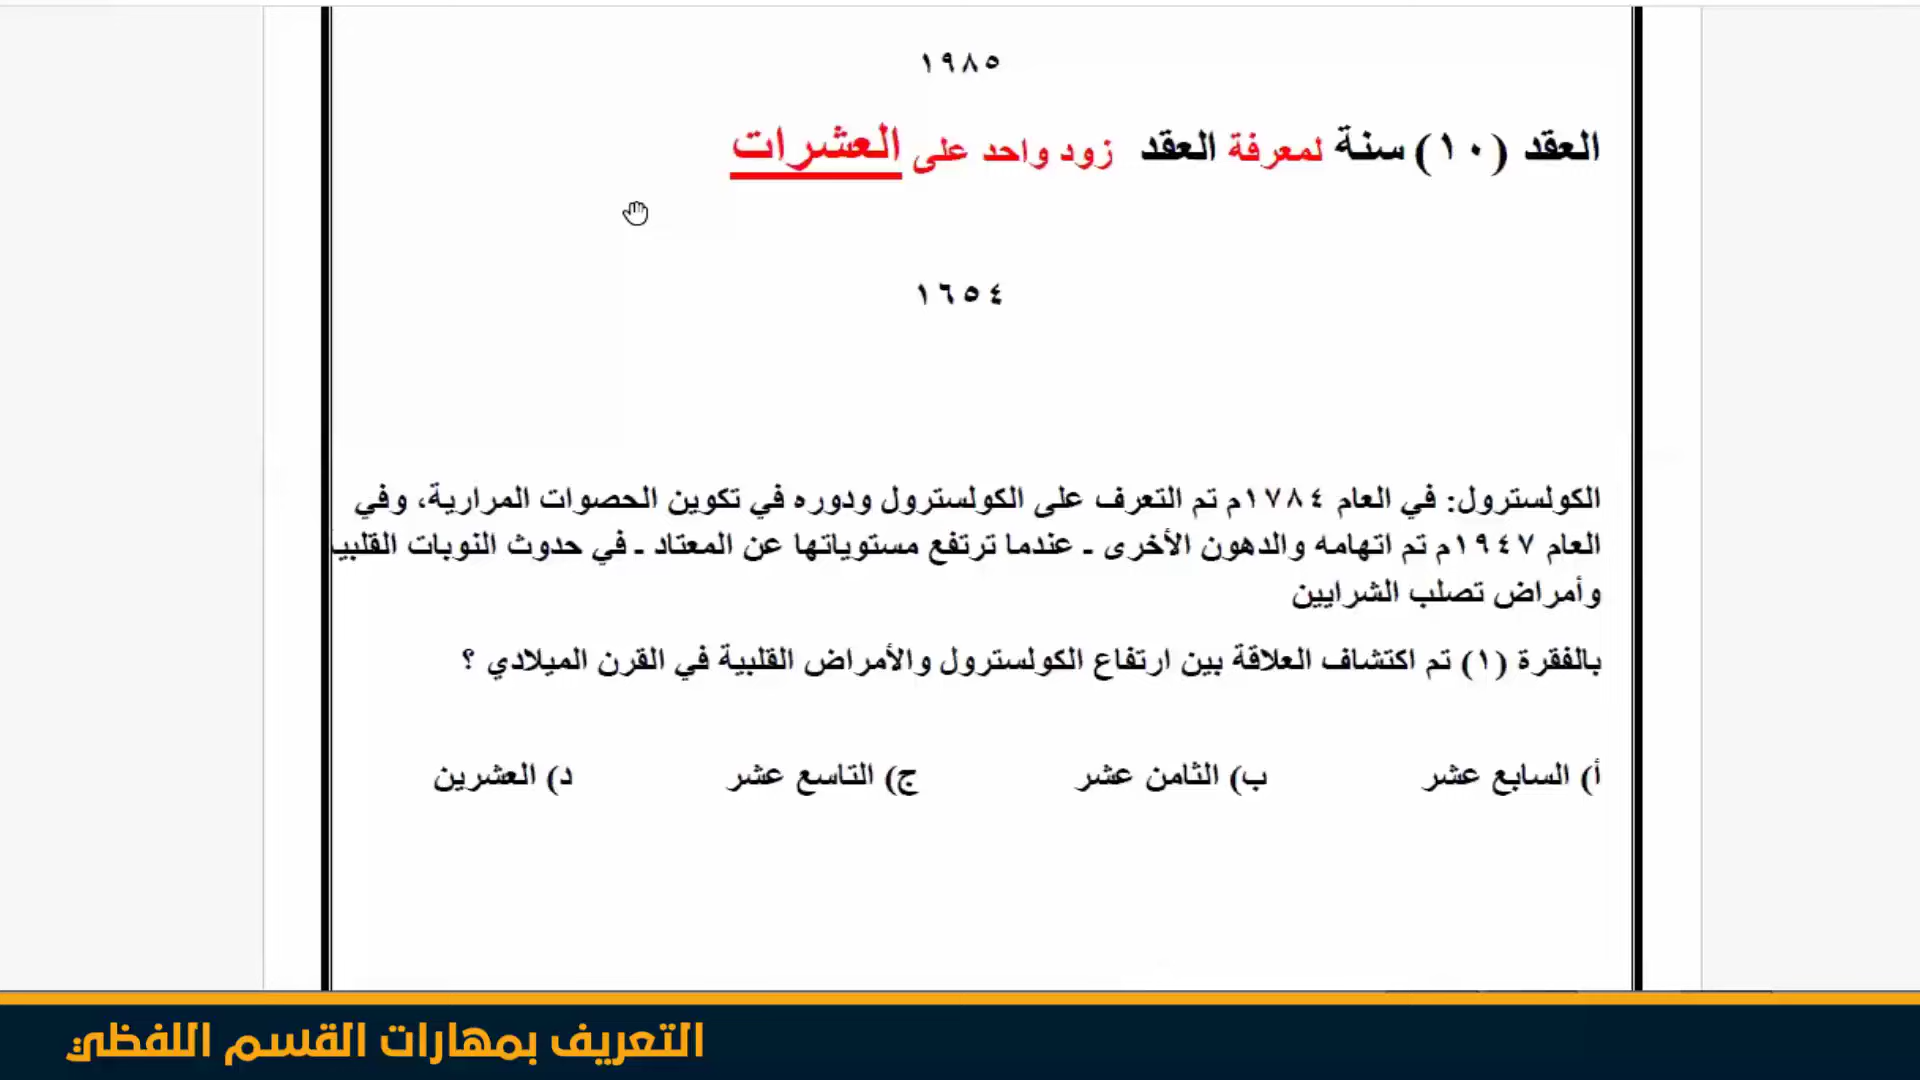 ١٩٨٥
العقد (١٠) سنة لمعرفة العقد زود واحد على العشرات
١٦٥٤
الكولسترول: في العام ١٧٨٤م تم التعرف على الكولسترول ودوره في تكوين الحصوات المرارية، وفي
العام ١٩٤٧م تم اتهامه والدهون الأخرى ـ عندما ترتفع مستوياتها عن المعتاد ـ في حدوث النوبات القلبي
وأمراض تصلب الشرايين
بالفقرة (١) تم اكتشاف العلاقة بين ارتفاع الكولسترول والأمراض القلبية في القرن الميلادي ؟
أ) السابع عشر ب) الثامن عشر ج) التاسع عشر د) العشرين
التعريف بمهارات القسم اللفظي